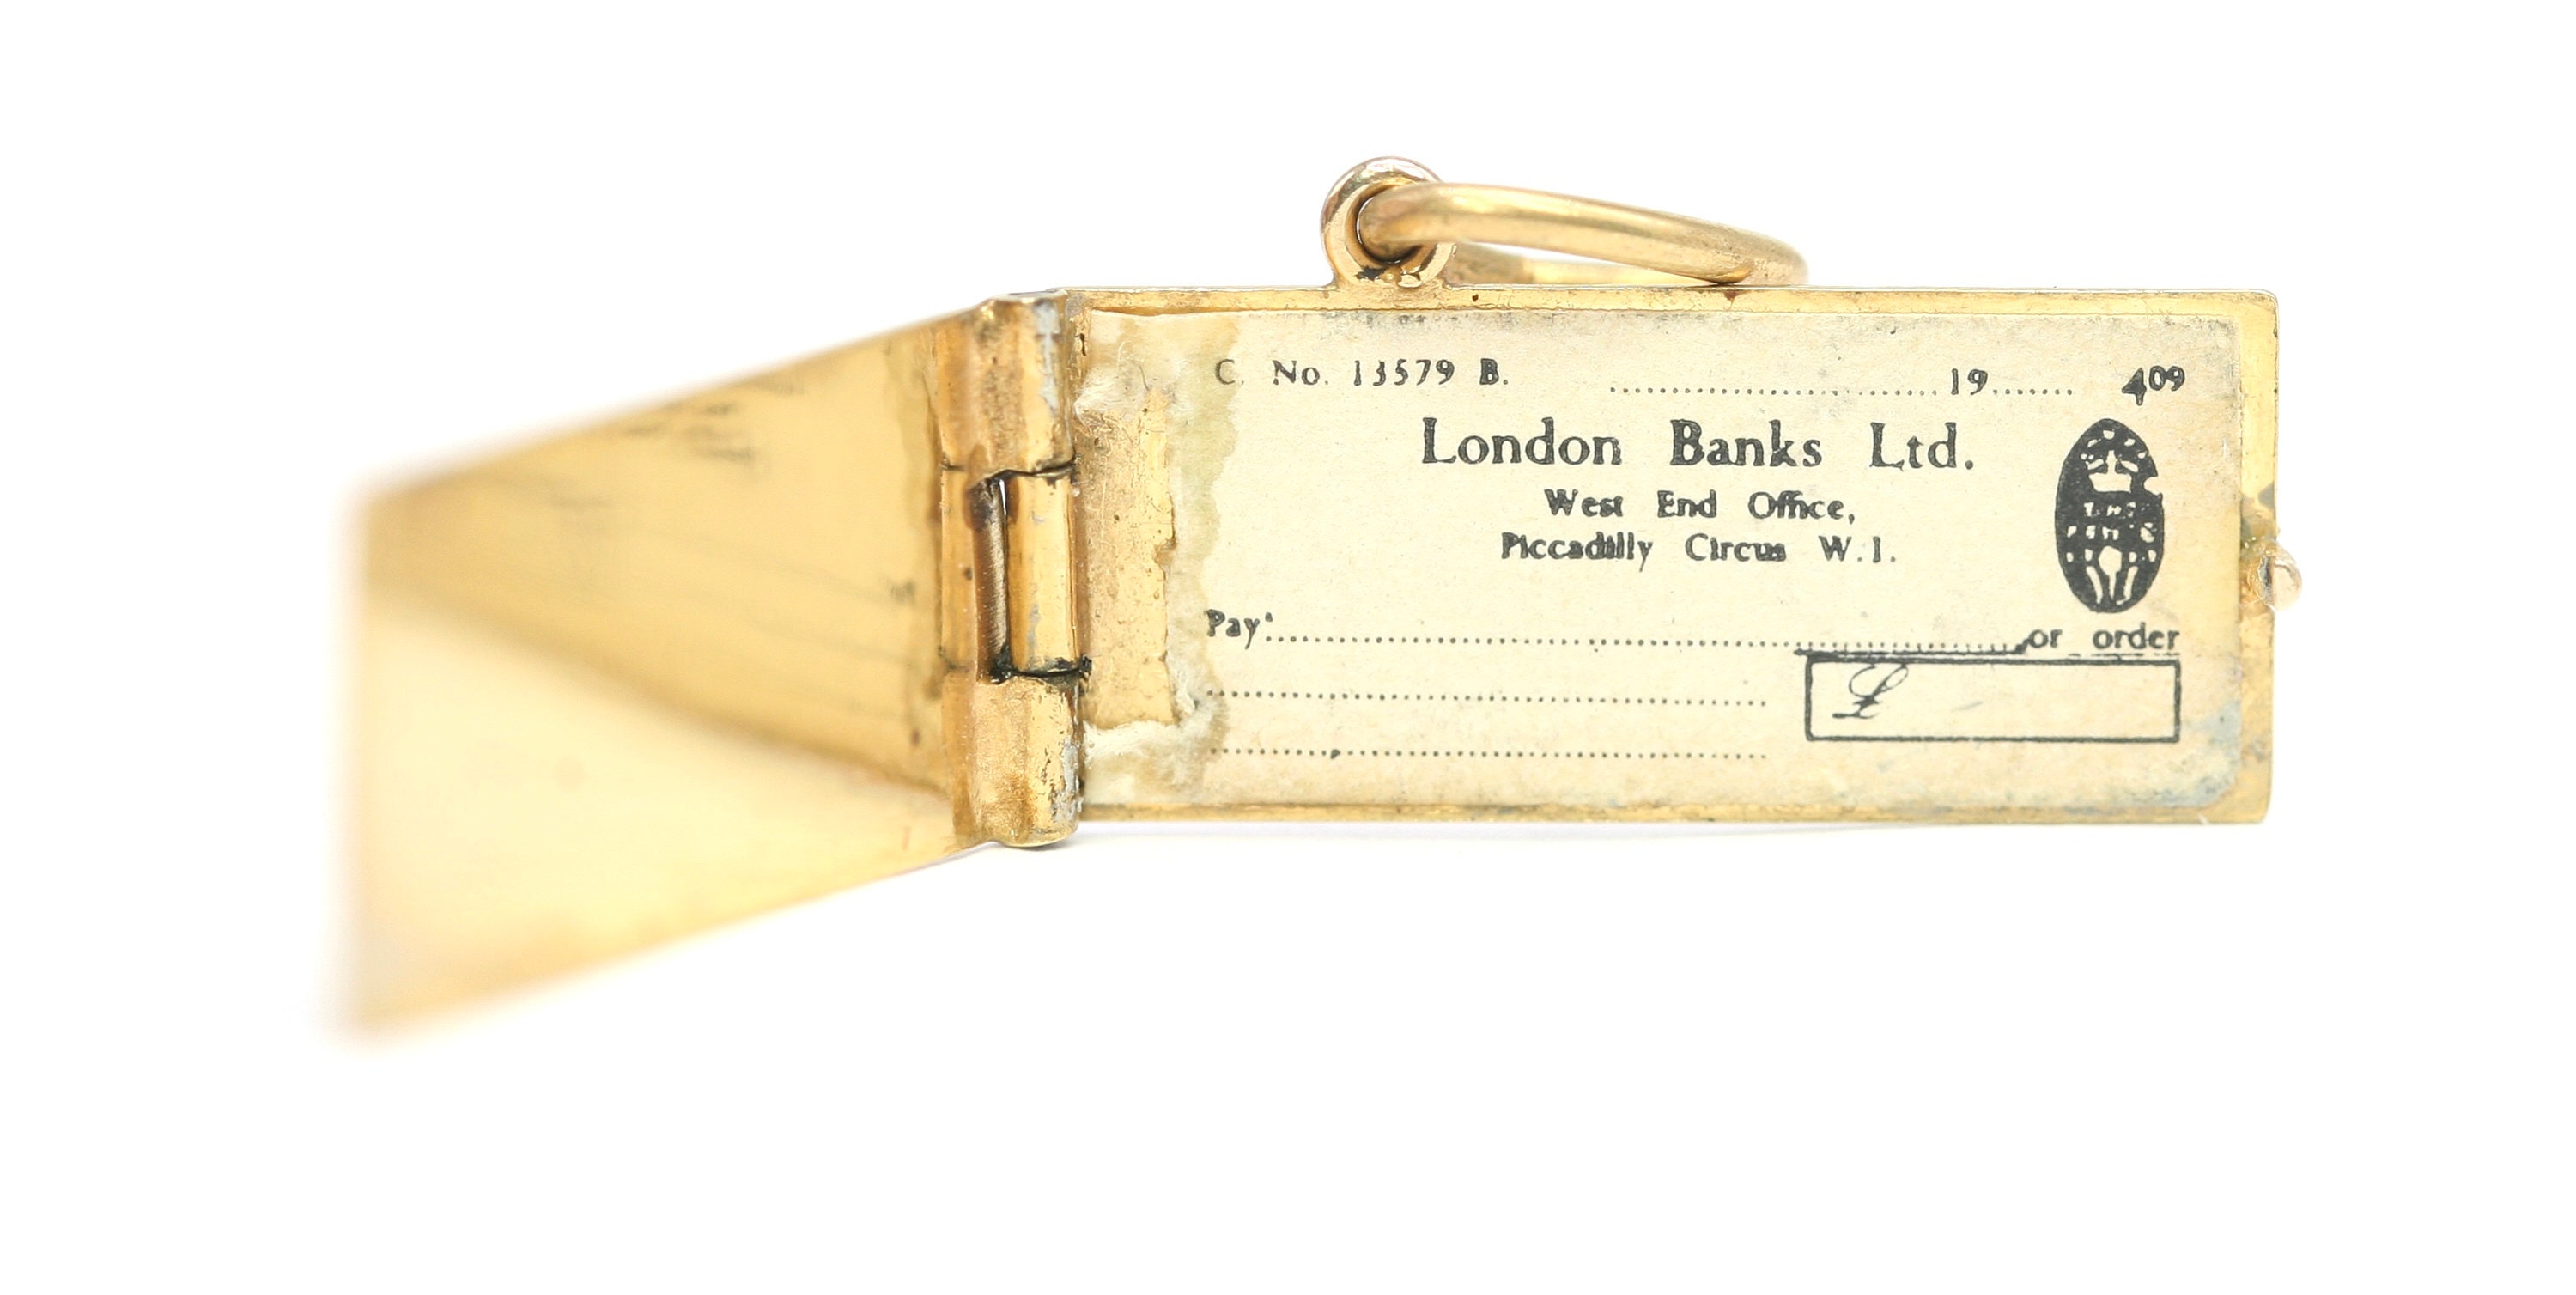 C. No. 13579 B. ........................19....... 409
London Banks Ltd.
West End Office,
Piccadilly Circus W.1.
Pay ........................ or order
£